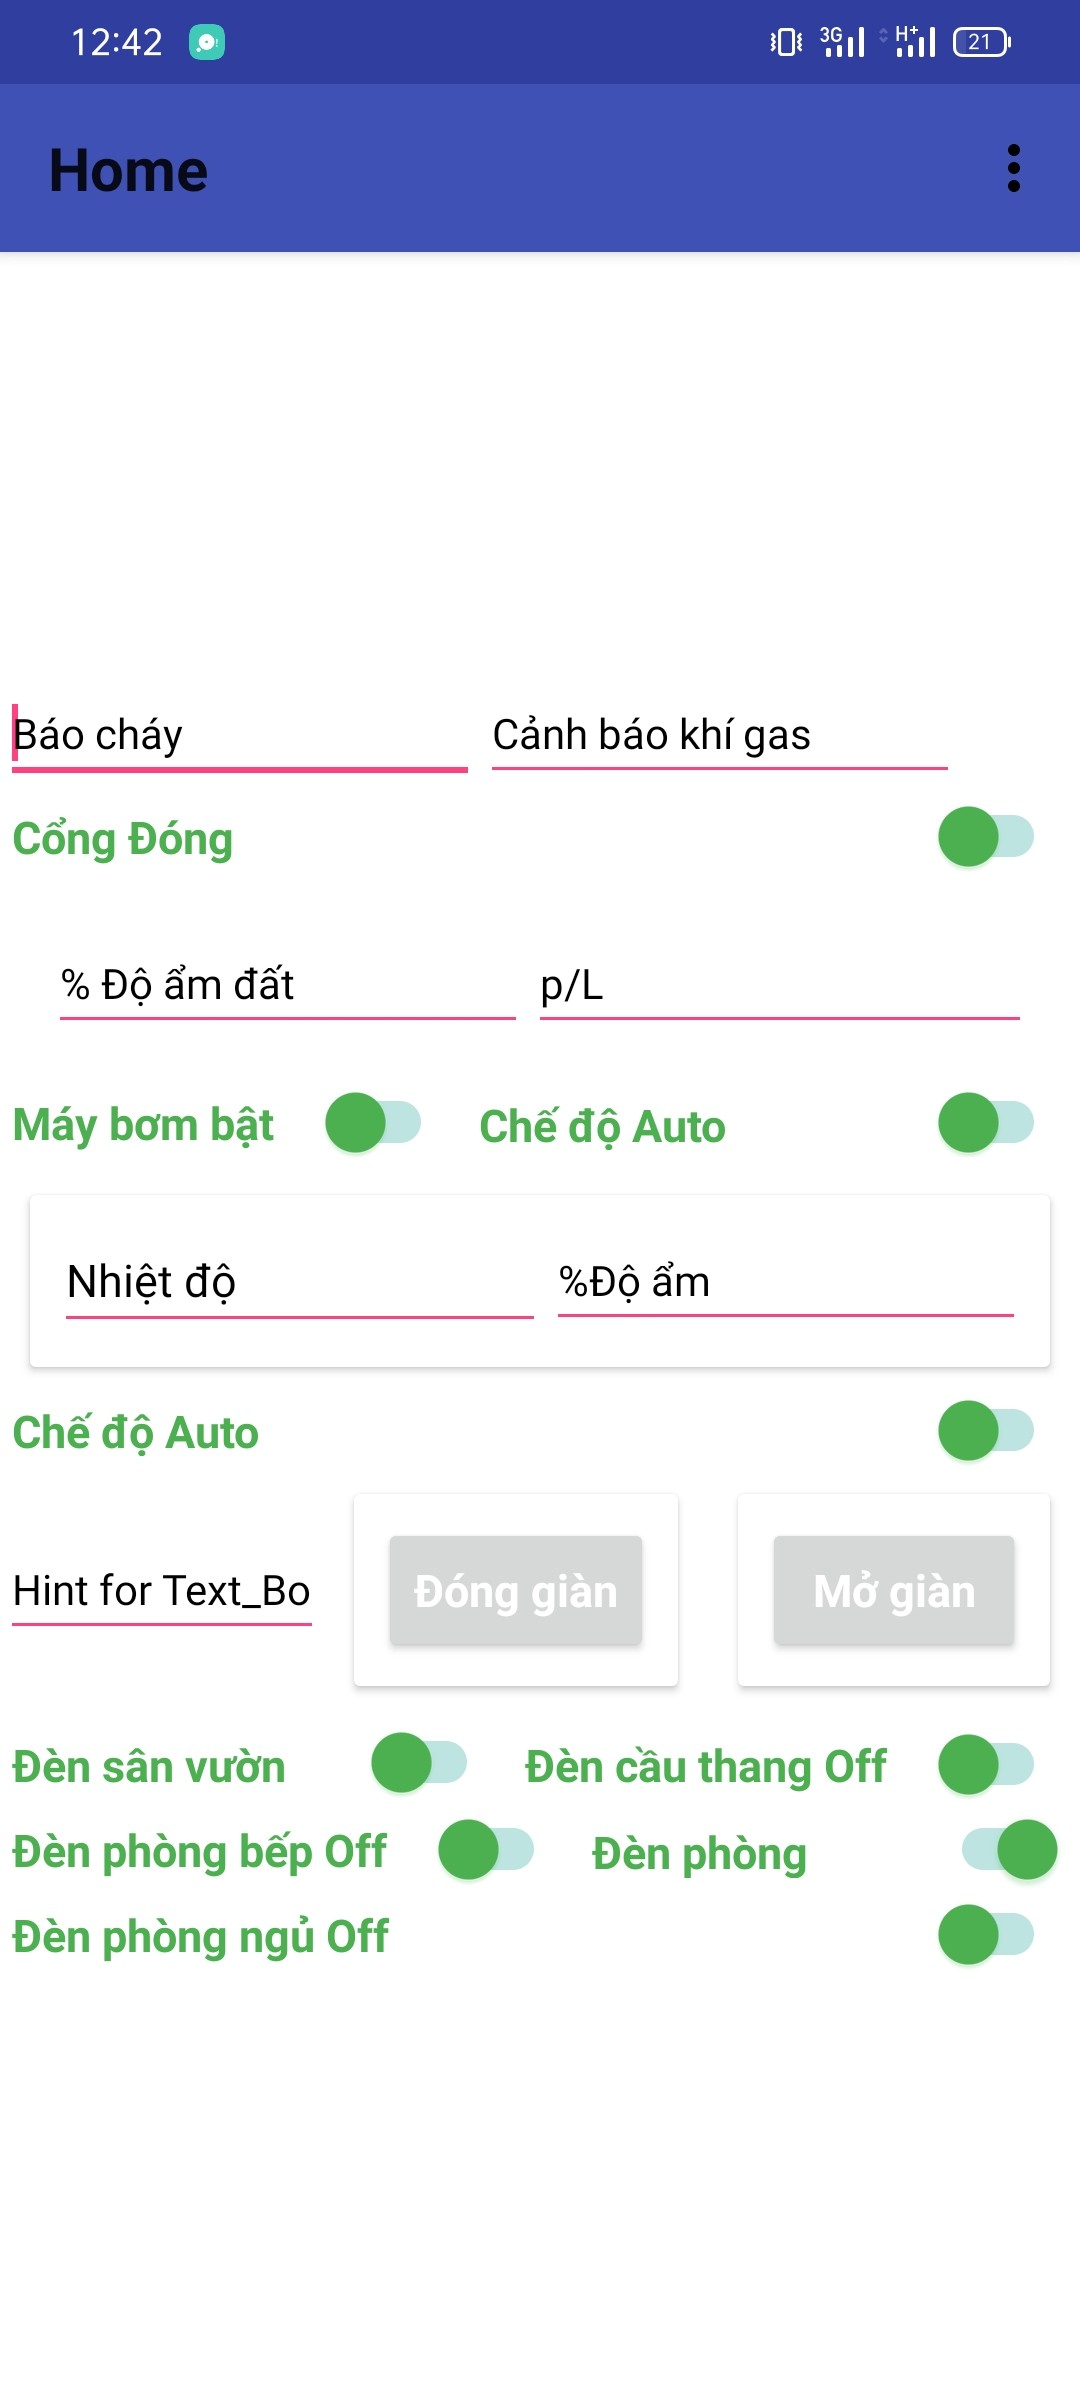 12:42 3G H+ 21
Home
Báo cháy Cảnh báo khí gas
Cổng Đóng
% Độ ẩm đất p/L
Máy bơm bật Chế độ Auto
Nhiệt độ %Độ ẩm
Chế độ Auto
Hint for Text_Bo Đóng giàn Mở giàn
Đèn sân vườn Đèn cầu thang Off
Đèn phòng bếp Off Đèn phòng
Đèn phòng ngủ Off